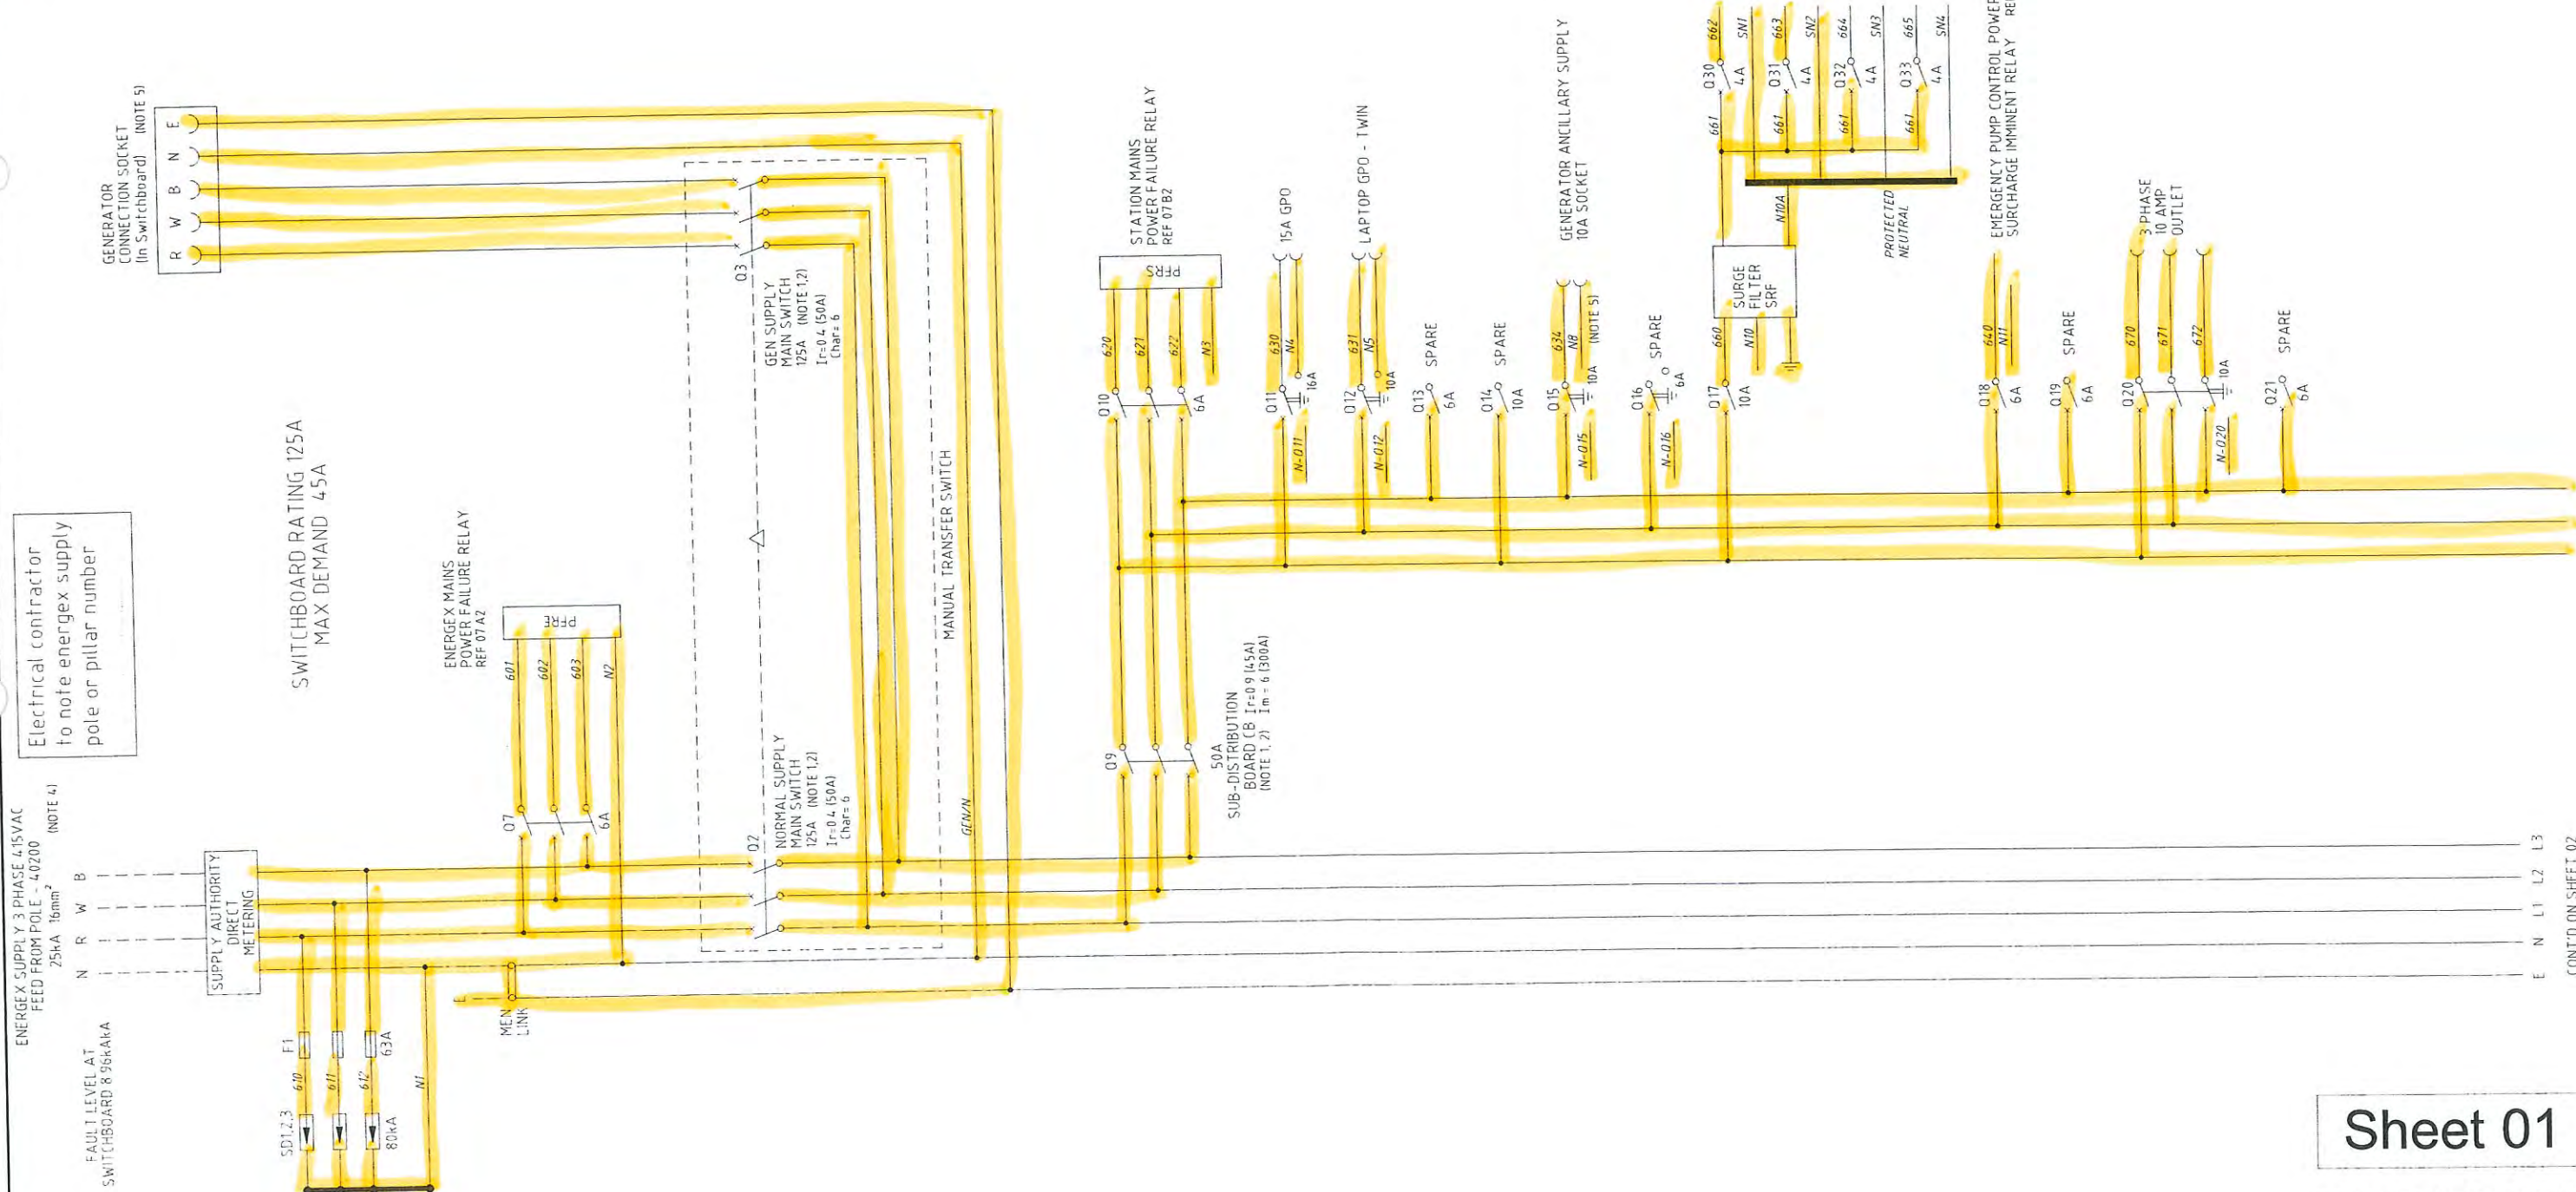 ENERGEX SUPPLY 3 PHASE 415VAC
FEED FROM POLE - 40200
25kA 16mm² (NOTE 4)
N R W B
FAULT LEVEL AT
SWITCHBOARD 8 96kAkA
SUPPLY AUTHORITY
DIRECT
METERING
Electrical contractor
to note energex supply
pole or pillar number
GENERATOR
CONNECTION SOCKET
(In Switchboard) (NOTE 5)
R W B N E
SWITCHBOARD RATING 125A
MAX DEMAND 45A
SD1,2,3
80kA
610
611
612
N1
F1
63A
MEN
LINK
ENERGEX MAINS
POWER FAILURE RELAY
REF 07A2
PFRE
601
602
603
N2
Q7
6A
Q2
NORMAL SUPPLY
MAIN SWITCH
125A (NOTE 1,2)
Ir=0 4 (50A)
Char= 6
Q3
GEN SUPPLY
MAIN SWITCH
125A (NOTE 1,2)
Ir=0 4 (50A)
Char= 6
MANUAL TRANSFER SWITCH
GEN/N
Q9
50A
SUB-DISTRIBUTION
BOARD CB Ir=0 9 (45A)
(NOTE 1, 2) Im = 6 (300A)
STATION MAINS
POWER FAILURE RELAY
REF 07B2
PFRS
620
621
622
N3
Q10
6A
15A GPO
630
N4
Q11
16A
N-Q11
LAPTOP GPO - TWIN
631
N5
Q12
10A
N-Q12
SPARE
Q13
6A
SPARE
Q14
10A
GENERATOR ANCILLARY SUPPLY
10A SOCKET
634
N8
(NOTE 5)
Q15
10A
N-Q15
SPARE
Q16
6A
N-Q16
Q17
10A
660
N10
SURGE
FILTER
SRF
N10A
PROTECTED
NEUTRAL
661
Q30
4A
662
SN1
661
Q31
4A
663
SN2
661
Q32
4A
664
SN3
661
Q33
4A
665
SN4
EMERGENCY PUMP CONTROL POWER
SURCHARGE IMMINENT RELAY
640
N11
Q18
6A
SPARE
Q19
6A
3 PHASE
10 AMP
OUTLET
670
671
672
Q20
10A
N-Q20
SPARE
Q21
6A
E N L1 L2 L3
CONT'D ON SHEET 02
Sheet 01